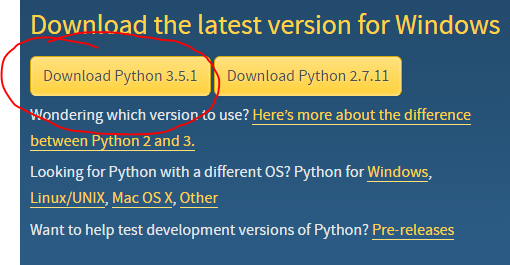 Download the latest version for Windows
Download Python 3.5.1 Download Python 2.7.11
Wondering which version to use? Here's more about the difference
between Python 2 and 3.
Looking for Python with a different OS? Python for Windows,
Linux/UNIX, Mac OS X, Other
Want to help test development versions of Python? Pre-releases